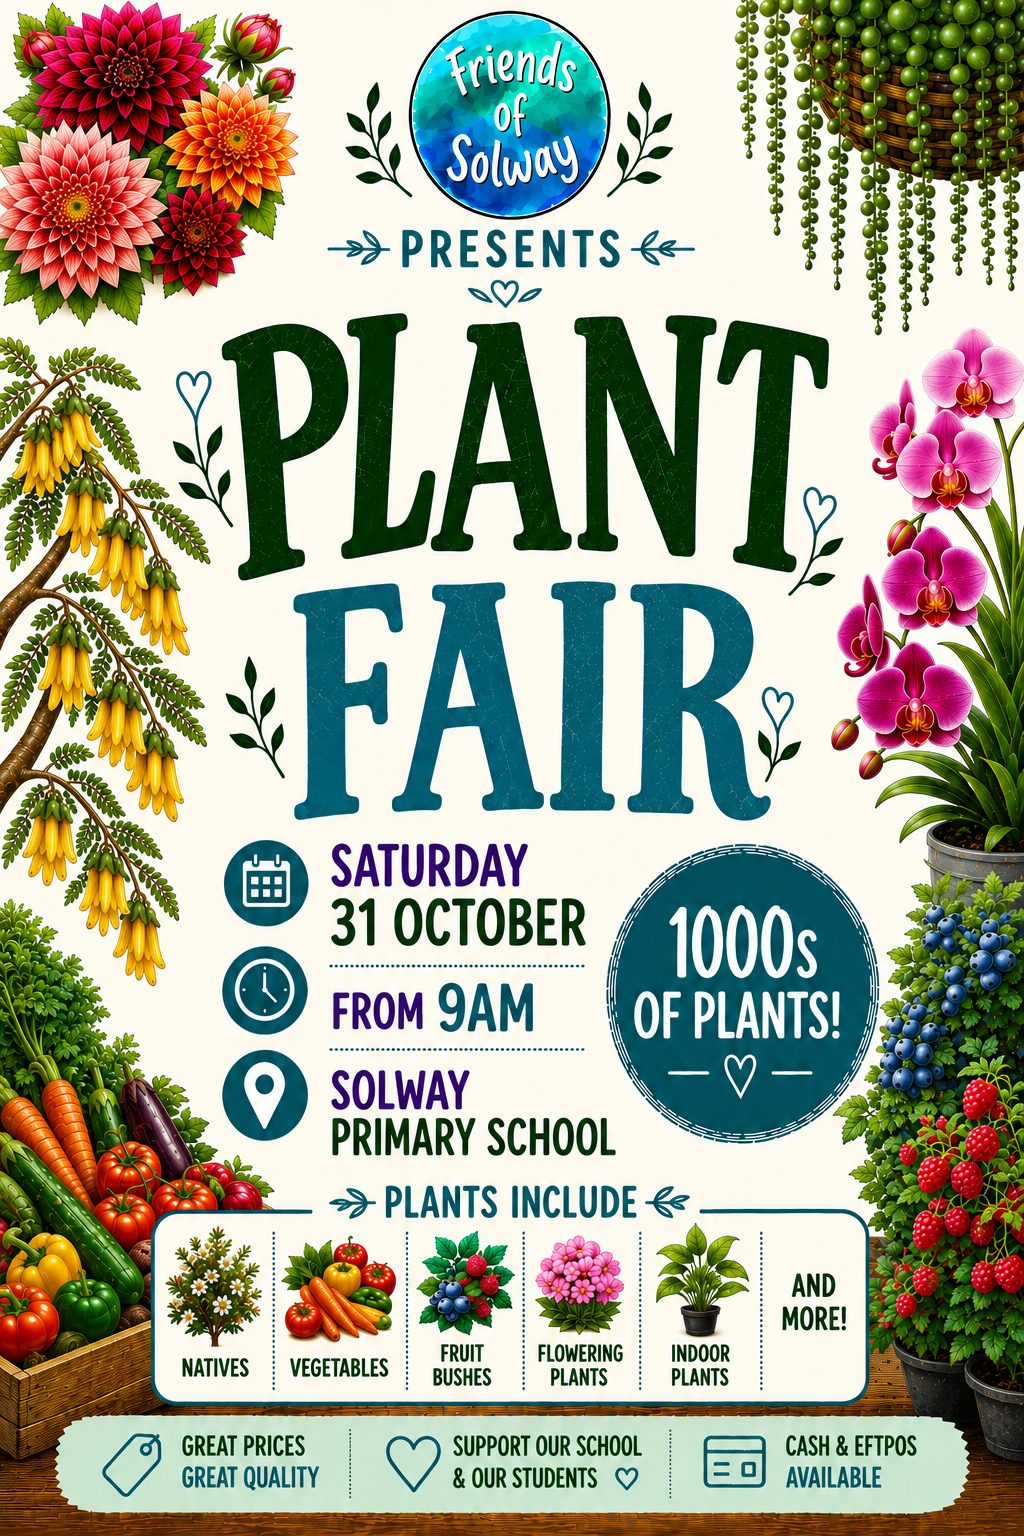 Friends
of
Solway
PRESENTS
PLANT
FAIR
SATURDAY
31 OCTOBER
FROM 9AM
SOLWAY
PRIMARY SCHOOL
1000s
OF PLANTS!
PLANTS INCLUDE
NATIVES
VEGETABLES
FRUIT
BUSHES
FLOWERING
PLANTS
INDOOR
PLANTS
AND
MORE!
GREAT PRICES
GREAT QUALITY
SUPPORT OUR SCHOOL
& OUR STUDENTS
CASH & EFTPOS
AVAILABLE